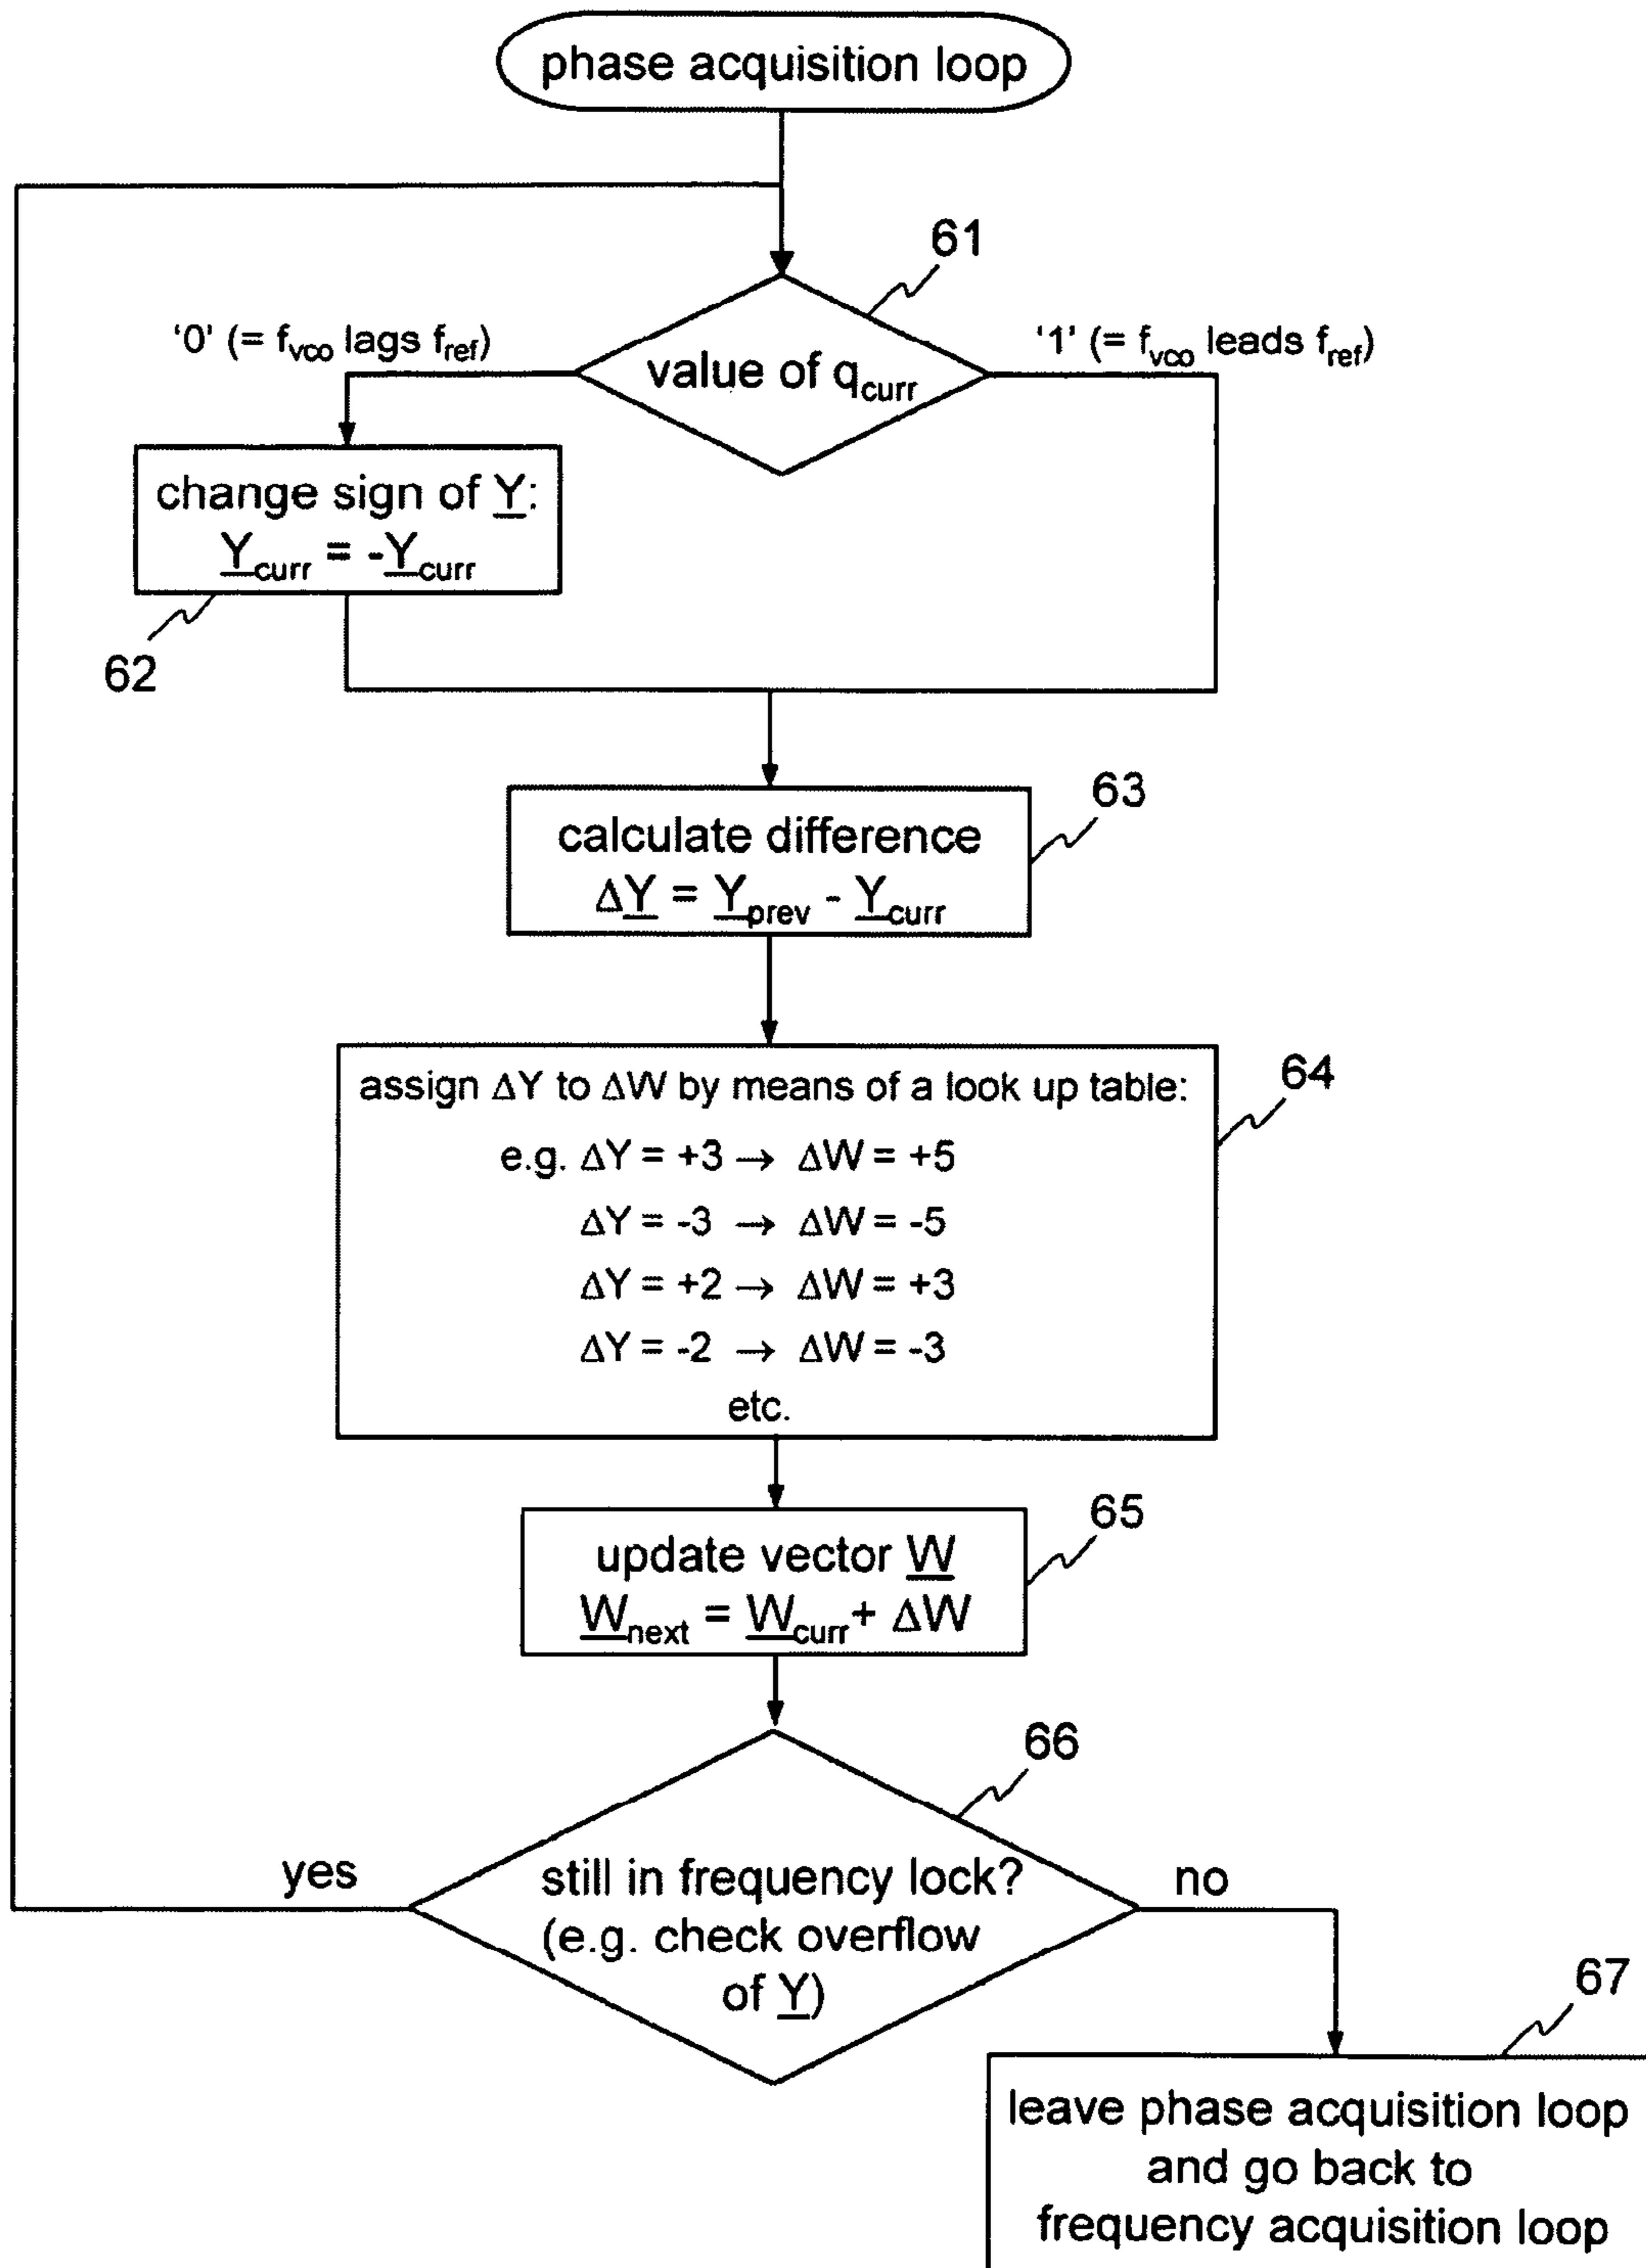 phase acquisition loop
61
'0' (= fvco lags fref)
'1' (= fvco leads fref)
value of qcurr
change sign of Y:
Ycurr = -Ycurr
62
63
calculate difference
ΔY = Yprev - Ycurr
64
assign ΔY to ΔW by means of a look up table:
e.g. ΔY = +3 → ΔW = +5
ΔY = -3 → ΔW = -5
ΔY = +2 → ΔW = +3
ΔY = -2 → ΔW = -3
etc.
65
update vector W
Wnext = Wcurr + ΔW
66
yes
still in frequency lock?
no
(e.g. check overflow
of Y)
67
leave phase acquisition loop
and go back to
frequency acquisition loop